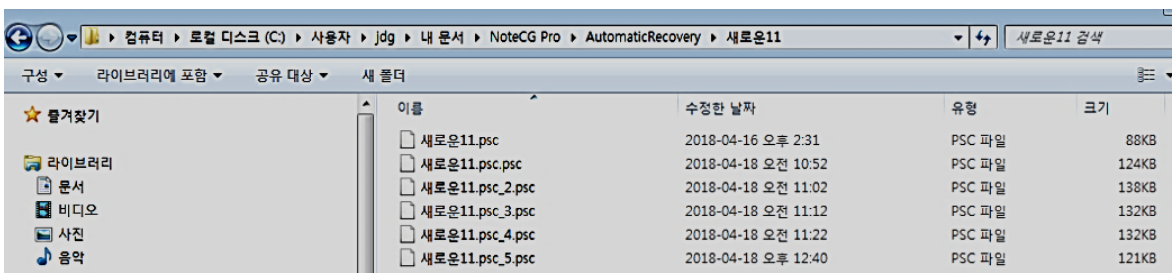 컴퓨터 ▸ 로컬 디스크 (C:) ▸ 사용자 ▸ jdg ▸ 내 문서 ▸ NoteCG Pro ▸ AutomaticRecovery ▸ 새로운11
새로운11 검색
구성 라이브러리에 포함 공유 대상 새 폴더
즐겨찾기
라이브러리
문서
비디오
사진
음악
이름 수정한 날짜 유형 크기
새로운11.psc 2018-04-16 오후 2:31 PSC 파일 88KB
새로운11.psc.psc 2018-04-18 오전 10:52 PSC 파일 124KB
새로운11.psc_2.psc 2018-04-18 오전 11:02 PSC 파일 138KB
새로운11.psc_3.psc 2018-04-18 오전 11:12 PSC 파일 132KB
새로운11.psc_4.psc 2018-04-18 오전 11:22 PSC 파일 132KB
새로운11.psc_5.psc 2018-04-18 오후 12:40 PSC 파일 121KB